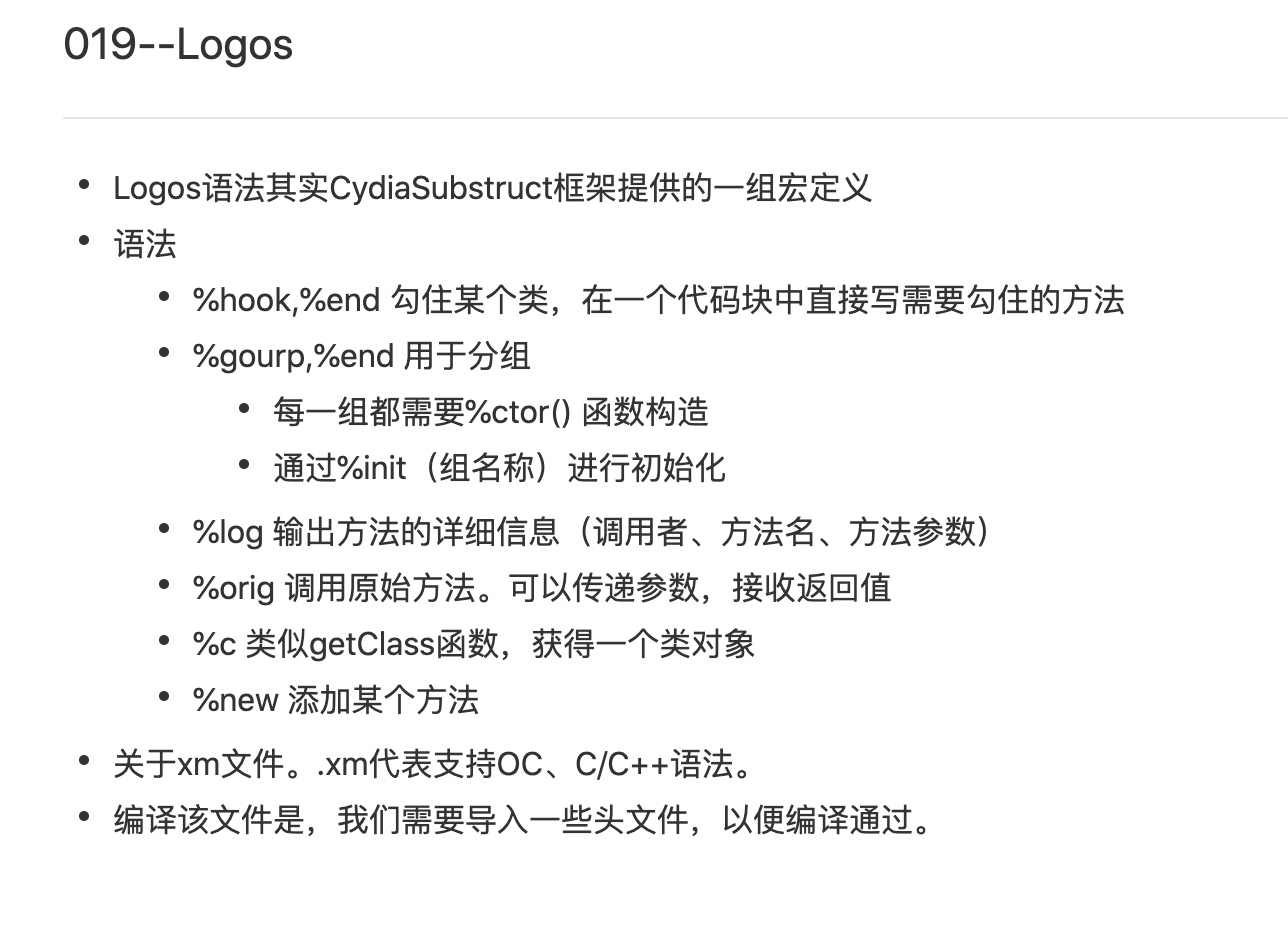 019--Logos
Logos语法其实CydiaSubstruct框架提供的一组宏定义
语法
%hook,%end 勾住某个类，在一个代码块中直接写需要勾住的方法
%gourp,%end 用于分组
每一组都需要%ctor() 函数构造
通过%init（组名称）进行初始化
%log 输出方法的详细信息（调用者、方法名、方法参数）
%orig 调用原始方法。可以传递参数，接收返回值
%c 类似getClass函数，获得一个类对象
%new 添加某个方法
关于xm文件。.xm代表支持OC、C/C++语法。
编译该文件是，我们需要导入一些头文件，以便编译通过。